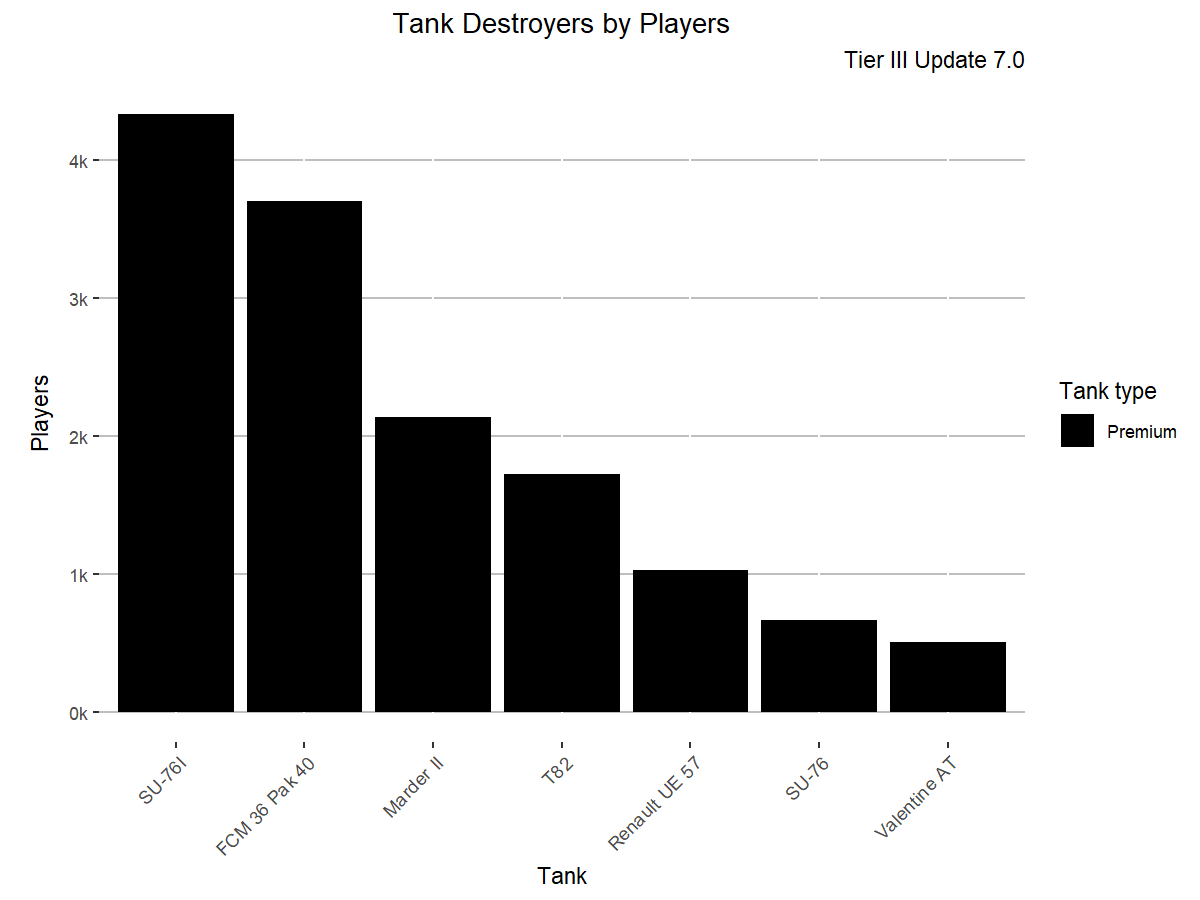 Tank Destroyers by Players
Tier III Update 7.0
Players
4k
3k
2k
1k
0k
SU-76I
FCM 36 Pak 40
Marder II
T82
Renault UE 57
SU-76
Valentine AT
Tank
Tank type
Premium